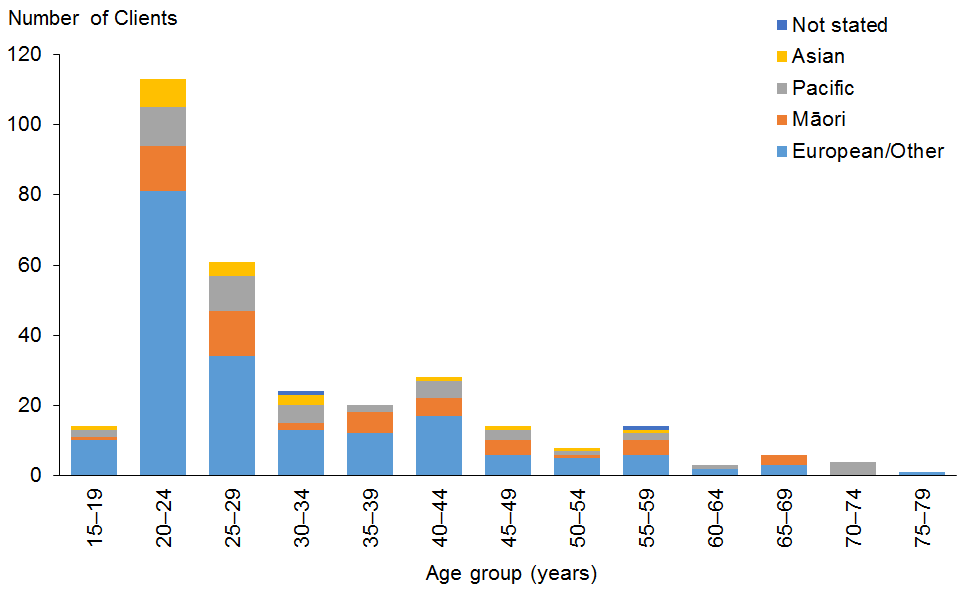 Number of Clients
Not stated
Asian
Pacific
Māori
European/Other
120
100
80
60
40
20
0
15–19
20–24
25–29
30–34
35–39
40–44
45–49
50–54
55–59
60–64
65–69
70–74
75–79
Age group (years)